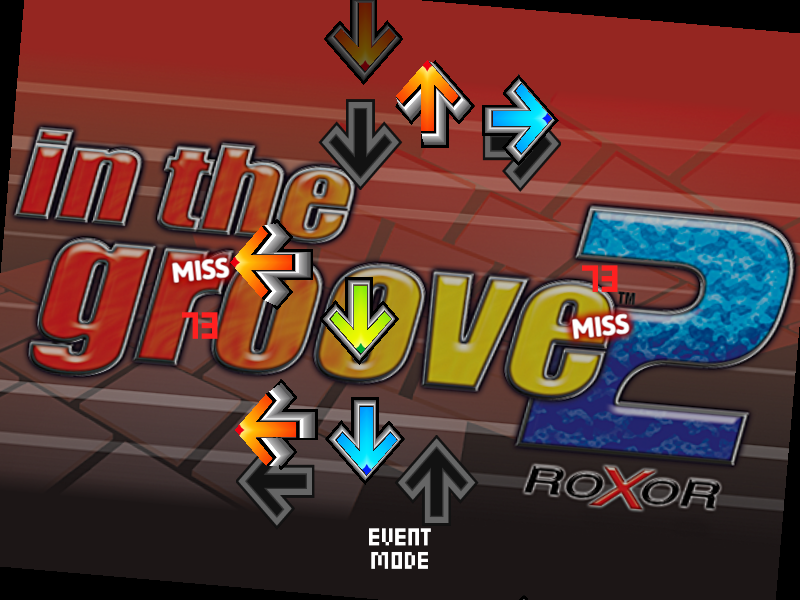 in the
groove 2
TM
MISS
73
73
MISS
ROXOR
EVENT
MODE